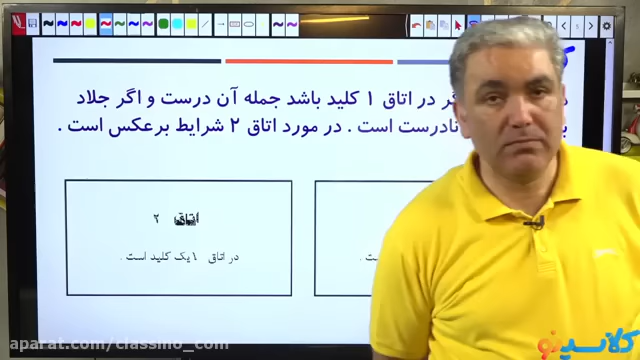 در اتاق ۱ کلید باشد جمله آن درست و اگر جلاد
نادرست است . در مورد اتاق ۲ شرایط برعکس است .
اتاق ۲
در اتاق ۱ یک کلید است .
ت .
aparat.com/classino_com
کلاسینو